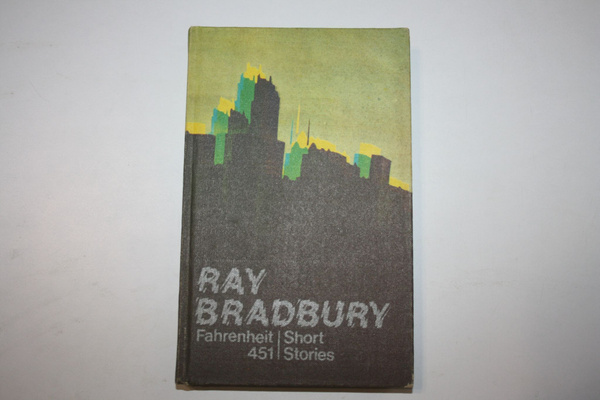 RAY
BRADBURY
Fahrenheit | Short
451 | Stories